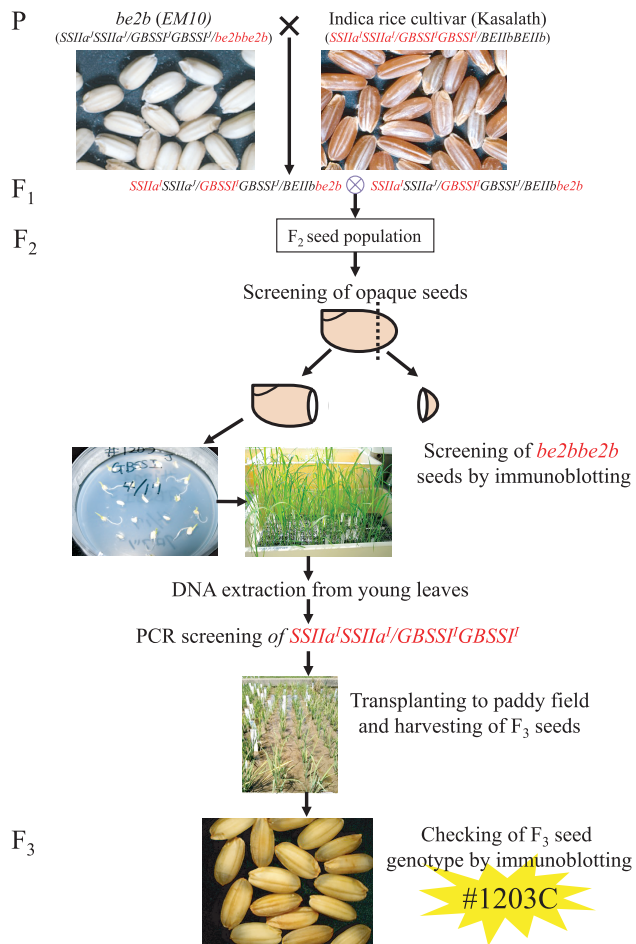 P
be2b (EM10)
(SSIIaᴶSSIIaᴶ/GBSSIᴶGBSSIᴶ/be2bbe2b)
Indica rice cultivar (Kasalath)
(SSIIaᴵSSIIaᴵ/GBSSIᴵGBSSIᴵ/BEIIbBEIIb)
F₁
SSIIaᴵSSIIaᴶ/GBSSIᴵGBSSIᴶ/BEIIbbe2b
SSIIaᴵSSIIaᴶ/GBSSIᴵGBSSIᴶ/BEIIbbe2b
F₂
F₂ seed population
Screening of opaque seeds
Screening of be2bbe2b
seeds by immunoblotting
GBSSI
4/14
DNA extraction from young leaves
PCR screening of SSIIaᴵSSIIaᴵ/GBSSIᴵGBSSIᴵ
Transplanting to paddy field
and harvesting of F₃ seeds
F₃
Checking of F₃ seed
genotype by immunoblotting
#1203C